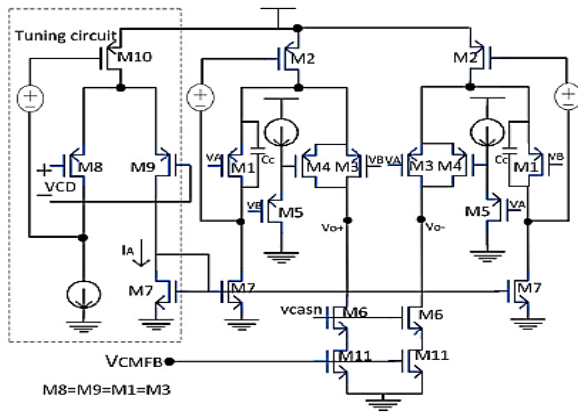 Tuning circuit
M10
M2
M2
M8
M9
VCD
VA
M1
Cc
M4
M3
VB
VA
M3
M4
Cc
M1
VB
VB
M5
M5
VA
Vo+
Vo-
IA
M7
M7
M7
vcasn
M6
M6
VCMFB
M11
M11
M8=M9=M1=M3